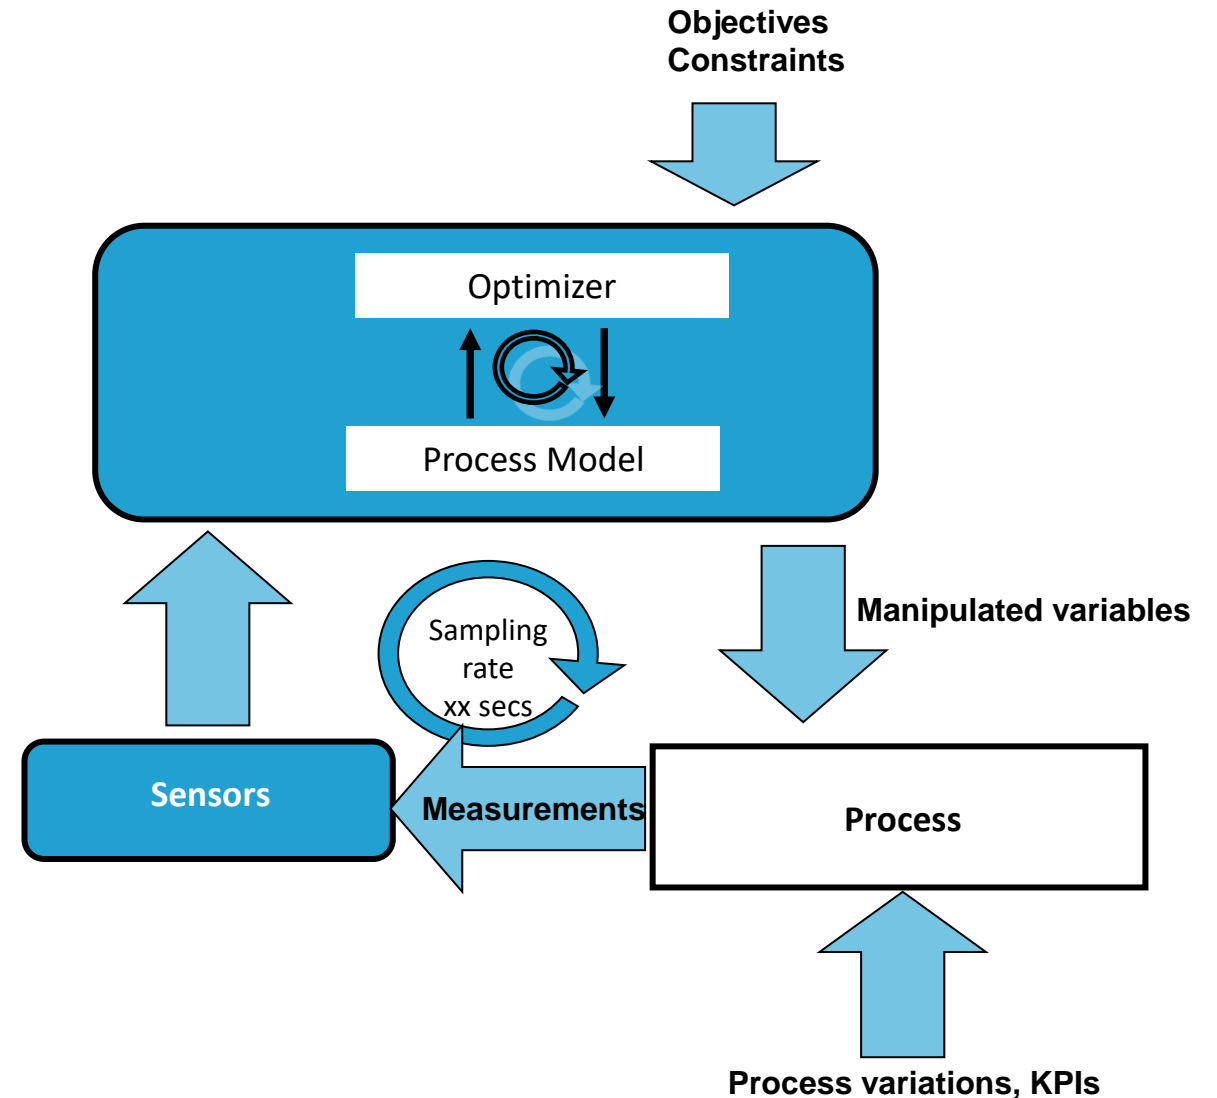 Objectives
Constraints
Optimizer
Process Model
Manipulated variables
Sampling
rate
xx secs
Sensors
Measurements
Process
Process variations, KPIs